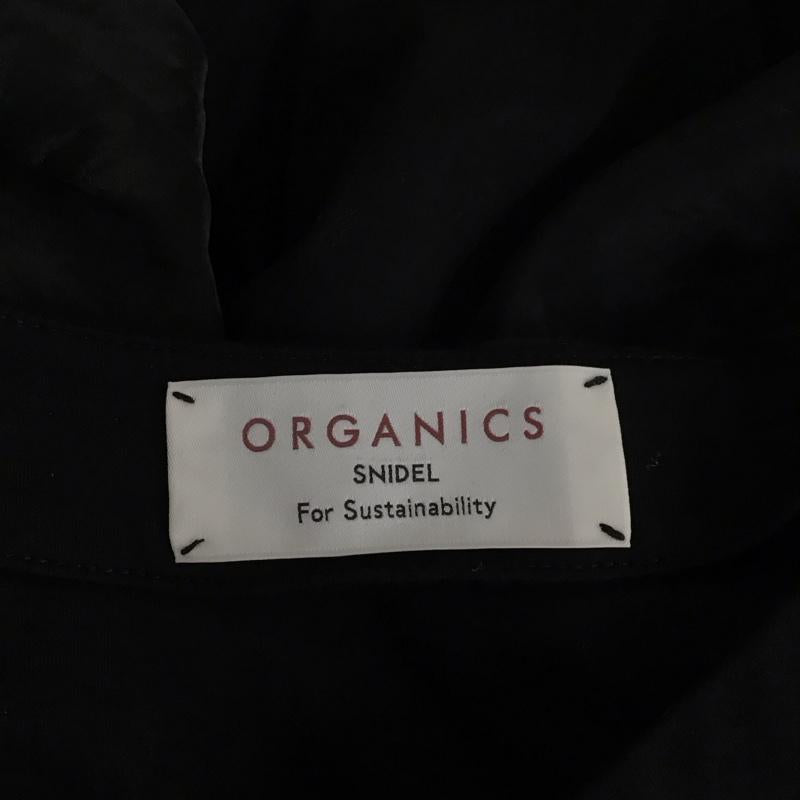 ORGANICS
SNIDEL
For Sustainability